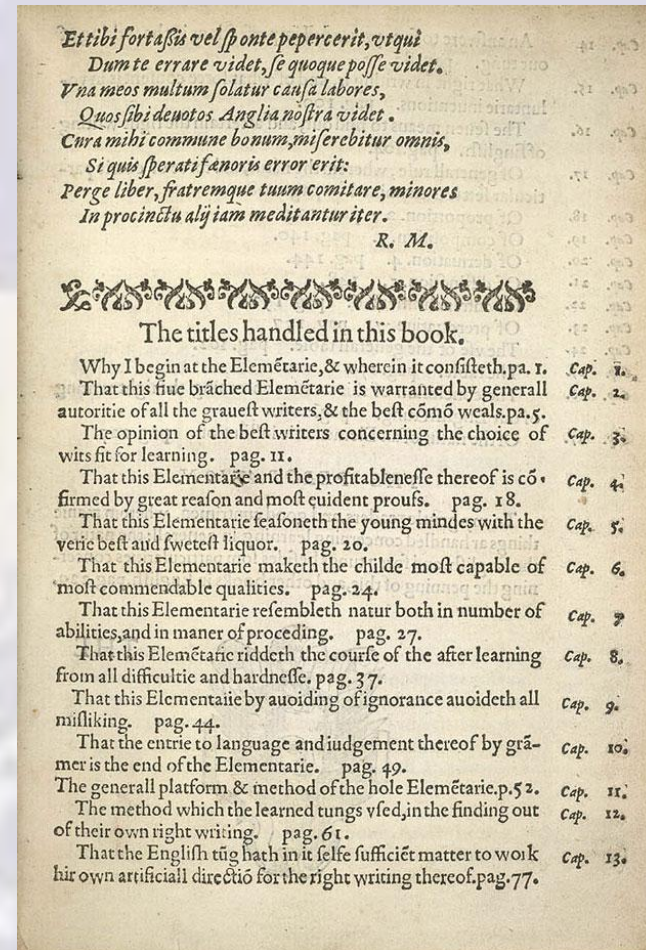 Et tibi fortaßis vel sponte pepercerit, vtqui
Dum te errare videt, se quoque posse videt.
Vna meos multum solatur causa labores,
Quos sibi deuotos Anglia nostra videt.
Cura mihi commune bonum, miserebitur omnis,
Si quis sperati fænoris error erit:
Perge liber, fratremque tuum comitare, minores
In procinctu alij iam meditantur iter.
R. M.
The titles handled in this book.
Why I begin at the Elemẽtarie, & wherein it consisteth. pa. 1. Cap. 1.
That this fiue brãched Elemẽtarie is warranted by generall Cap. 2.
autoritie of all the grauest writers, & the best cõmõ weals. pa. 5.
The opinion of the best writers concerning the choice of Cap. 3.
wits fit for learning. pag. 11.
That this Elementarie and the profitablenesse thereof is cõ- Cap. 4.
firmed by great reason and most euident proufs. pag. 18.
That this Elementarie seasoneth the young mindes with the Cap. 5.
verie best and swetest liquor. pag. 20.
That this Elementarie maketh the childe most capable of Cap. 6.
most commendable qualities. pag. 24.
That this Elementarie resembleth natur both in number of Cap. 7
abilities, and in maner of proceding. pag. 27.
That this Elemẽtarie riddeth the course of the after learning Cap. 8.
from all difficultie and hardnesse. pag. 37.
That this Elementarie by auoiding of ignorance auoideth all Cap. 9.
misliking. pag. 44.
That the entrie to language and iudgement thereof by grã- Cap. 10.
mer is the end of the Elementarie. pag. 49.
The generall platform & method of the hole Elemẽtarie. p. 52. Cap. 11.
The method which the learned tungs vsed, in the finding out Cap. 12.
of their own right writing. pag. 61.
That the English tũg hath in it selfe sufficiẽt matter to work Cap. 13.
hir own artificiall directiõ for the right writing thereof. pag. 77.